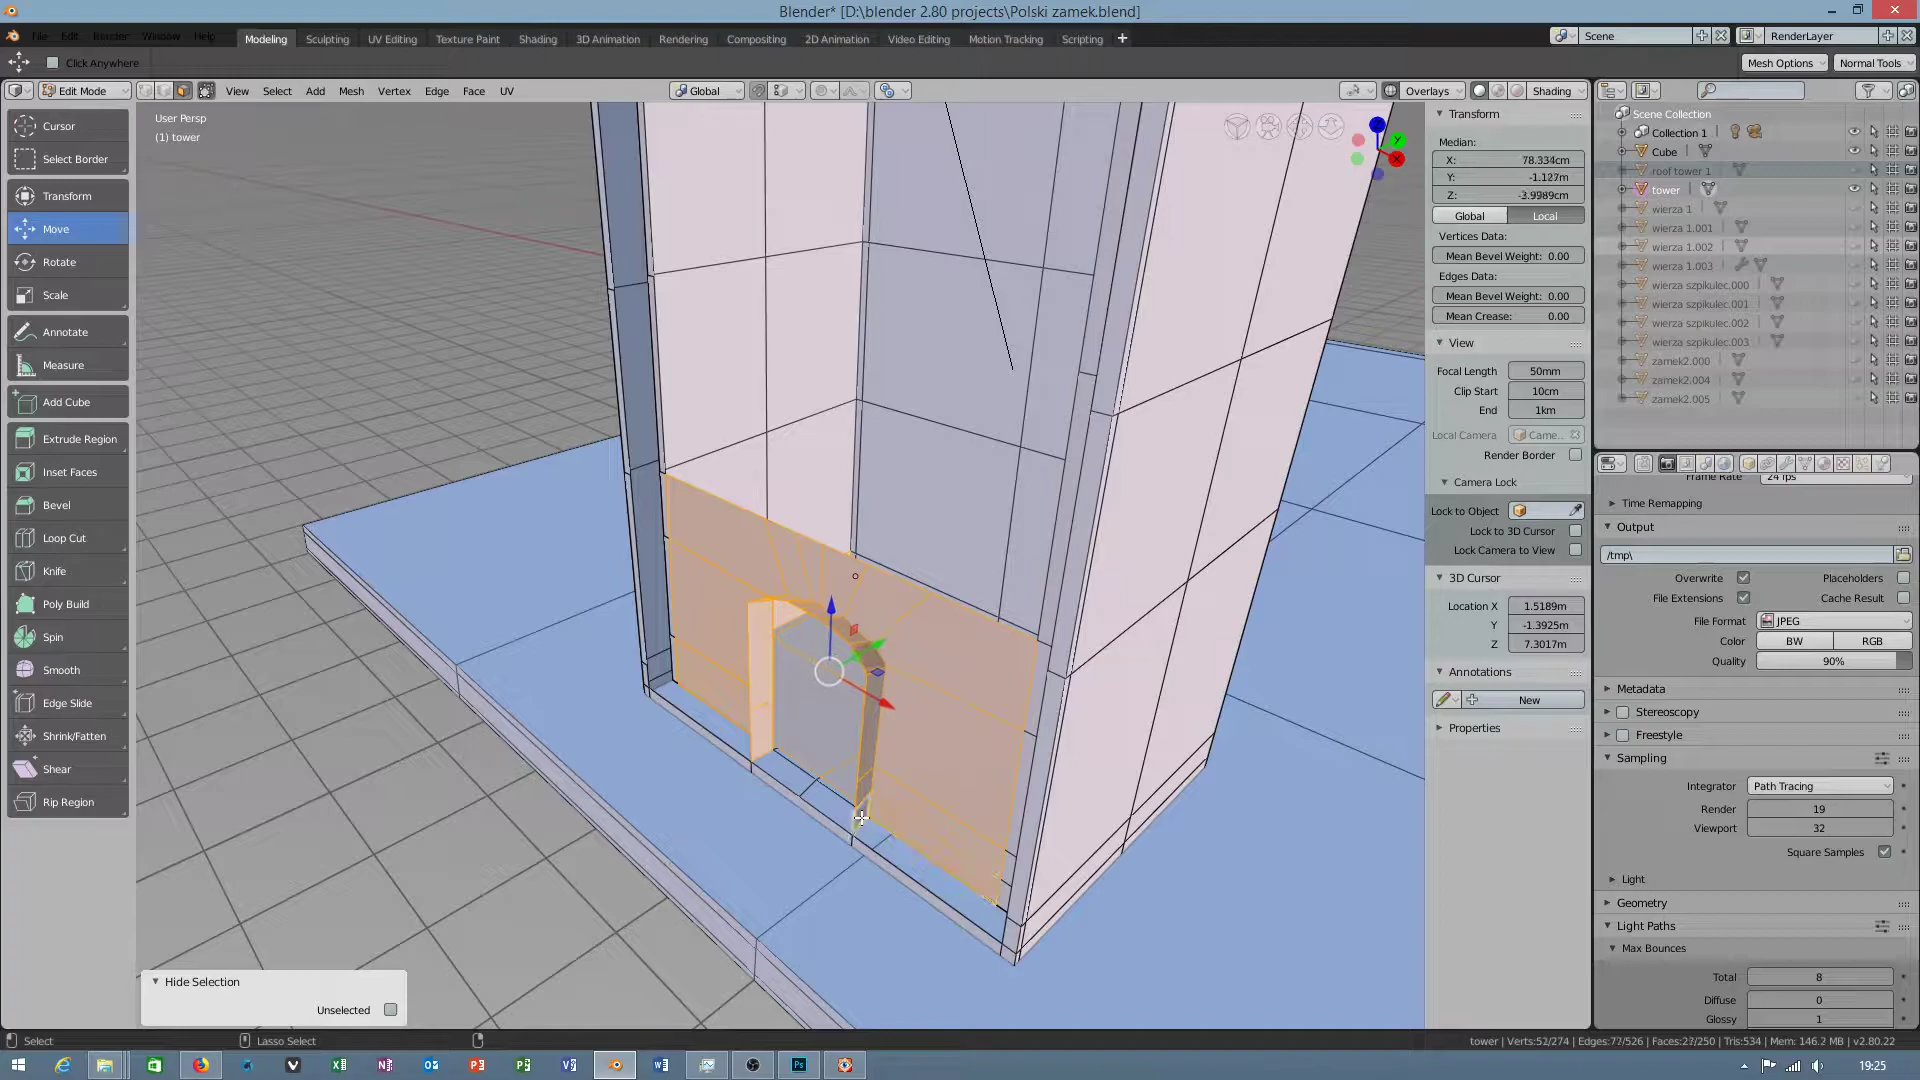 Blender* [D:\blender 2.80 projects\Polski zamek.blend]
File Edit Render Window Help
Modeling Sculpting UV Editing Texture Paint Shading 3D Animation Rendering Compositing 2D Animation Video Editing Motion Tracking Scripting
Scene RenderLayer
Click Anywhere
Mesh Options Normal Tools
Edit Mode View Select Add Mesh Vertex Edge Face UV Global Overlays Shading
User Persp
(1) tower
Cursor
Select Border
Transform
Move
Rotate
Scale
Annotate
Measure
Add Cube
Extrude Region
Inset Faces
Bevel
Loop Cut
Knife
Poly Build
Spin
Smooth
Edge Slide
Shrink/Fatten
Shear
Rip Region
Hide Selection
Unselected
Z
Y
X
Transform
Median:
X: 78.334cm
Y: -1.127m
Z: -3.9989cm
Global Local
Vertices Data:
Mean Bevel Weight: 0.00
Edges Data:
Mean Bevel Weight: 0.00
Mean Crease: 0.00
View
Focal Length 50mm
Clip Start 10cm
End 1km
Local Camera Came..
Render Border
Camera Lock
Lock to Object
Lock to 3D Cursor
Lock Camera to View
3D Cursor
Location X 1.5189m
Y -1.3925m
Z 7.3017m
Annotations
New
Properties
Scene Collection
Collection 1
Cube
roof tower 1
tower
wierza 1
wierza 1.001
wierza 1.002
wierza 1.003
wierza szpikulec.000
wierza szpikulec.001
wierza szpikulec.002
wierza szpikulec.003
zamek2.000
zamek2.004
zamek2.005
Frame Rate 24 fps
Time Remapping
Output
/tmp\
Overwrite Placeholders
File Extensions Cache Result
File Format JPEG
Color BW RGB
Quality 90%
Metadata
Stereoscopy
Freestyle
Sampling
Integrator Path Tracing
Render 19
Viewport 32
Square Samples
Light
Geometry
Light Paths
Max Bounces
Total 8
Diffuse 0
Glossy 1
Select Lasso Select
tower | Verts:52/274 | Edges:77/526 | Faces:27/250 | Tris:534 | Mem: 146.2 MB | v2.80.22
19:25